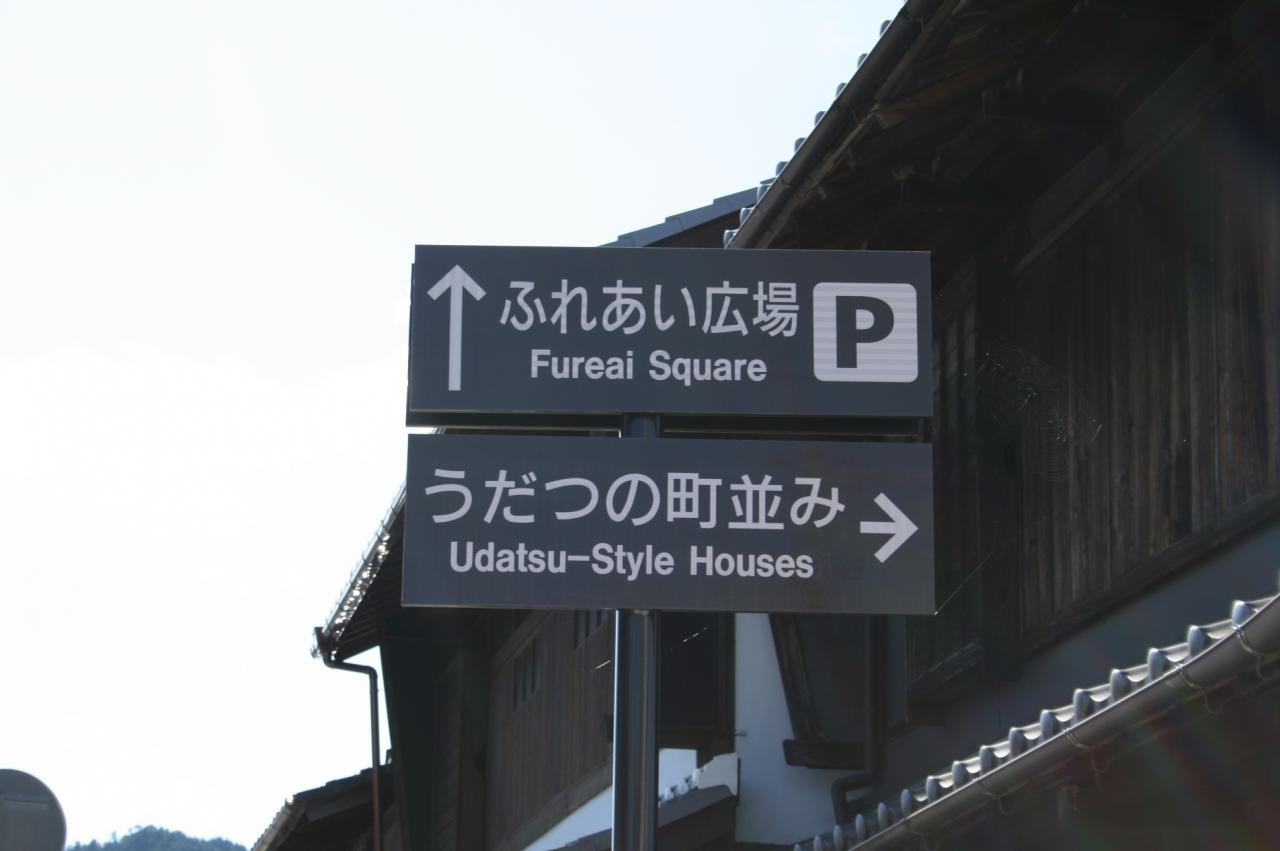 ↑ ふれあい広場 P
Fureai Square
うだつの町並み →
Udatsu-Style Houses